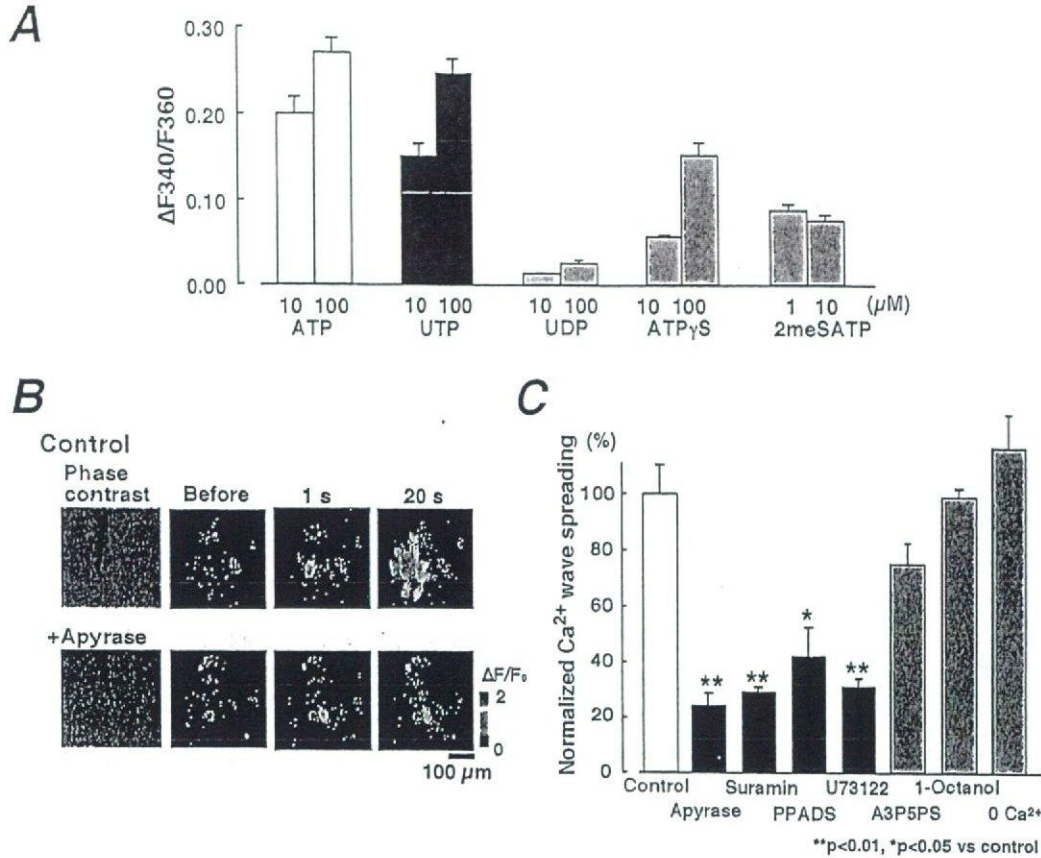 A
ΔF340/F360
0.30
0.20
0.10
0.00
10 100 10 100 10 100 10 100 1 10 (μM)
ATP UTP UDP ATPγS 2meSATP
B
Control
Phase
contrast Before 1 s 20 s
+Apyrase
ΔF/F₀
2
0
100 μm
C
Normalized Ca²⁺ wave spreading
(%)
100
80
60
40
20
0
** ** * **
Control Suramin U73122 1-Octanol
Apyrase PPADS A3P5PS 0 Ca²⁺
**p<0.01, *p<0.05 vs control